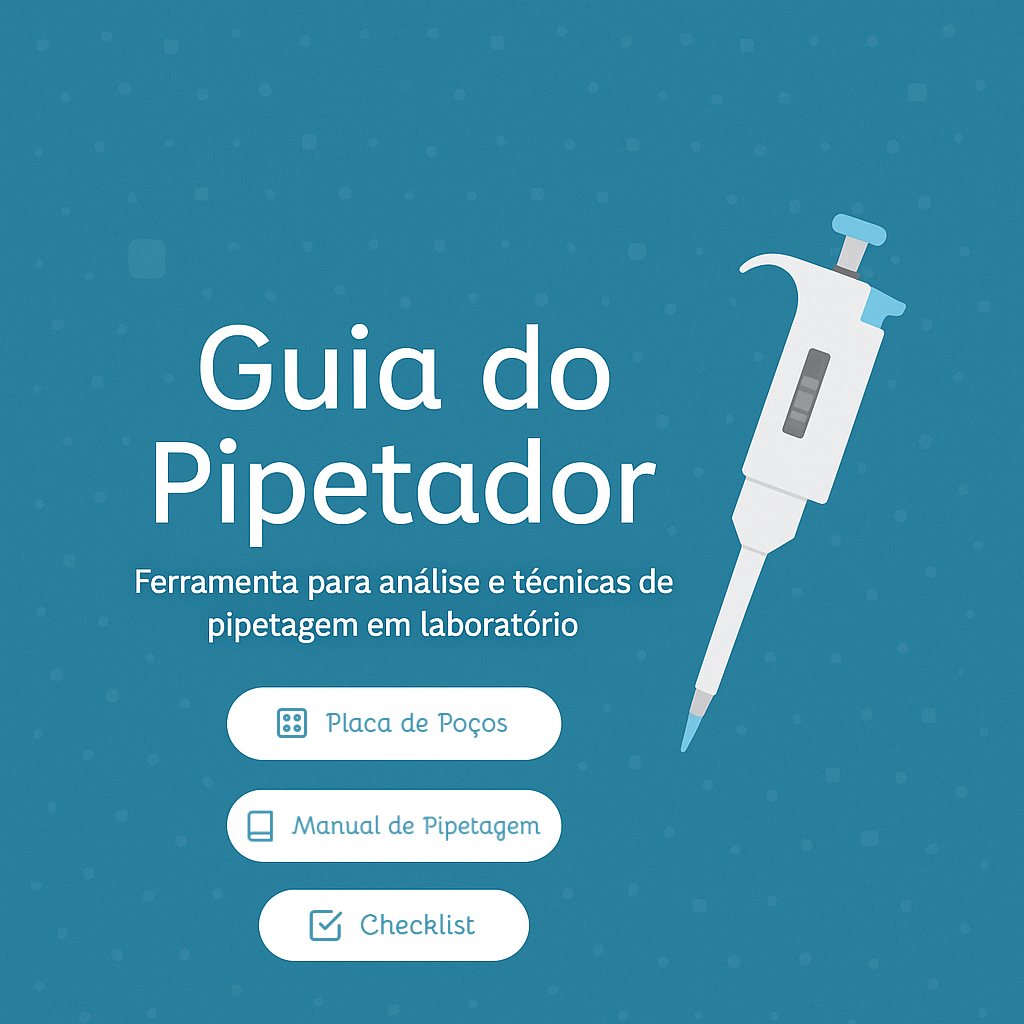 Guia do
Pipetador
Ferramenta para análise e técnicas de
pipetagem em laboratório
Placa de Poços
Manual de Pipetagem
Checklist